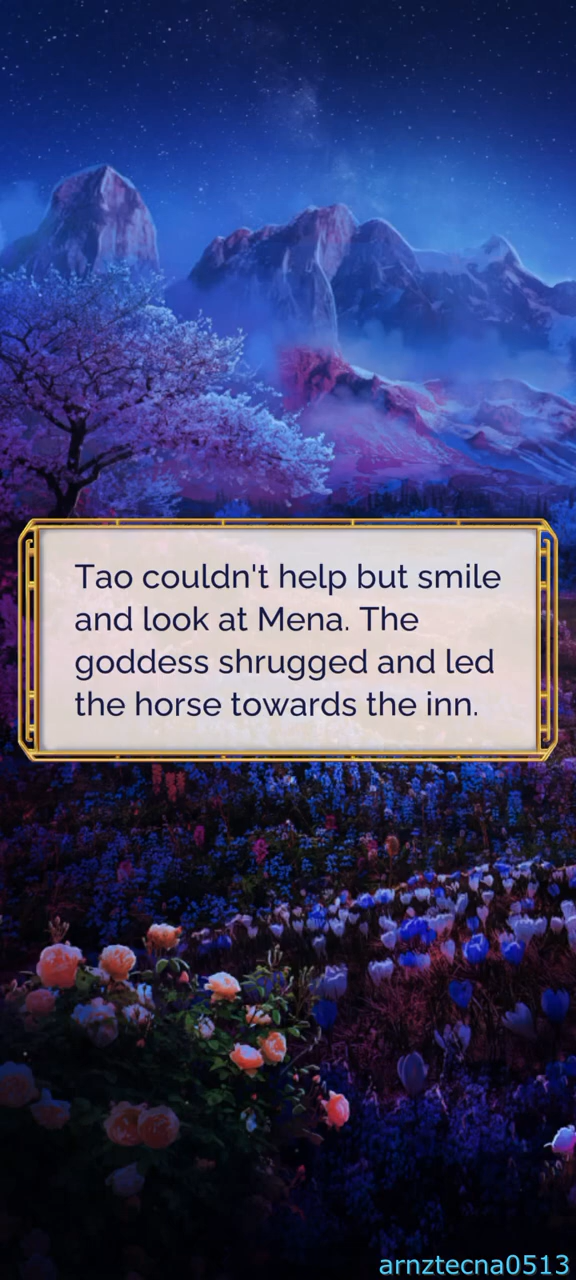 Tao couldn't help but smile
and look at Mena. The
goddess shrugged and led
the horse towards the inn.
arnztecna0513